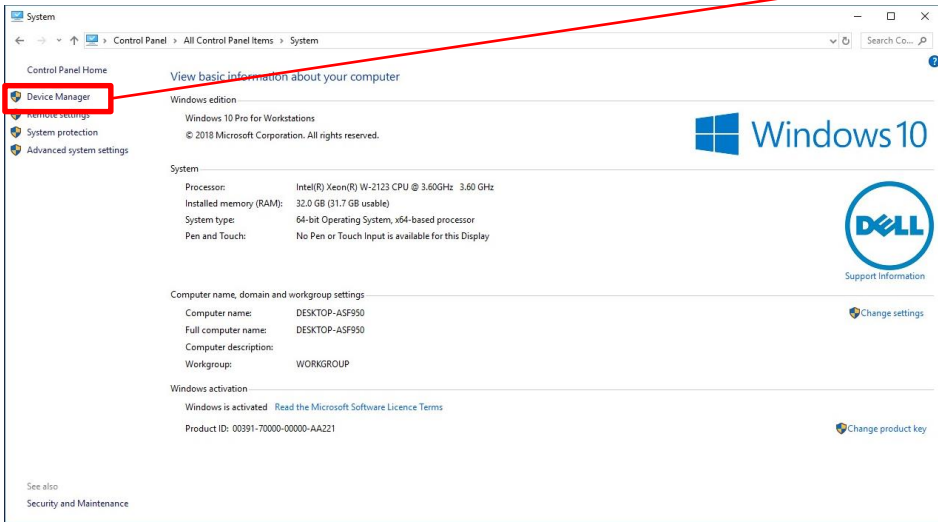 System
Control Panel > All Control Panel Items > System
Search Co...
Control Panel Home
Device Manager
Remote settings
System protection
Advanced system settings
View basic information about your computer
Windows edition
Windows 10 Pro for Workstations
© 2018 Microsoft Corporation. All rights reserved.
Windows 10
System
Processor: Intel(R) Xeon(R) W-2123 CPU @ 3.60GHz 3.60 GHz
Installed memory (RAM): 32.0 GB (31.7 GB usable)
System type: 64-bit Operating System, x64-based processor
Pen and Touch: No Pen or Touch Input is available for this Display
DELL
Support Information
Computer name, domain and workgroup settings
Computer name: DESKTOP-ASF950
Change settings
Full computer name: DESKTOP-ASF950
Computer description:
Workgroup: WORKGROUP
Windows activation
Windows is activated Read the Microsoft Software Licence Terms
Product ID: 00391-70000-00000-AA221
Change product key
See also
Security and Maintenance